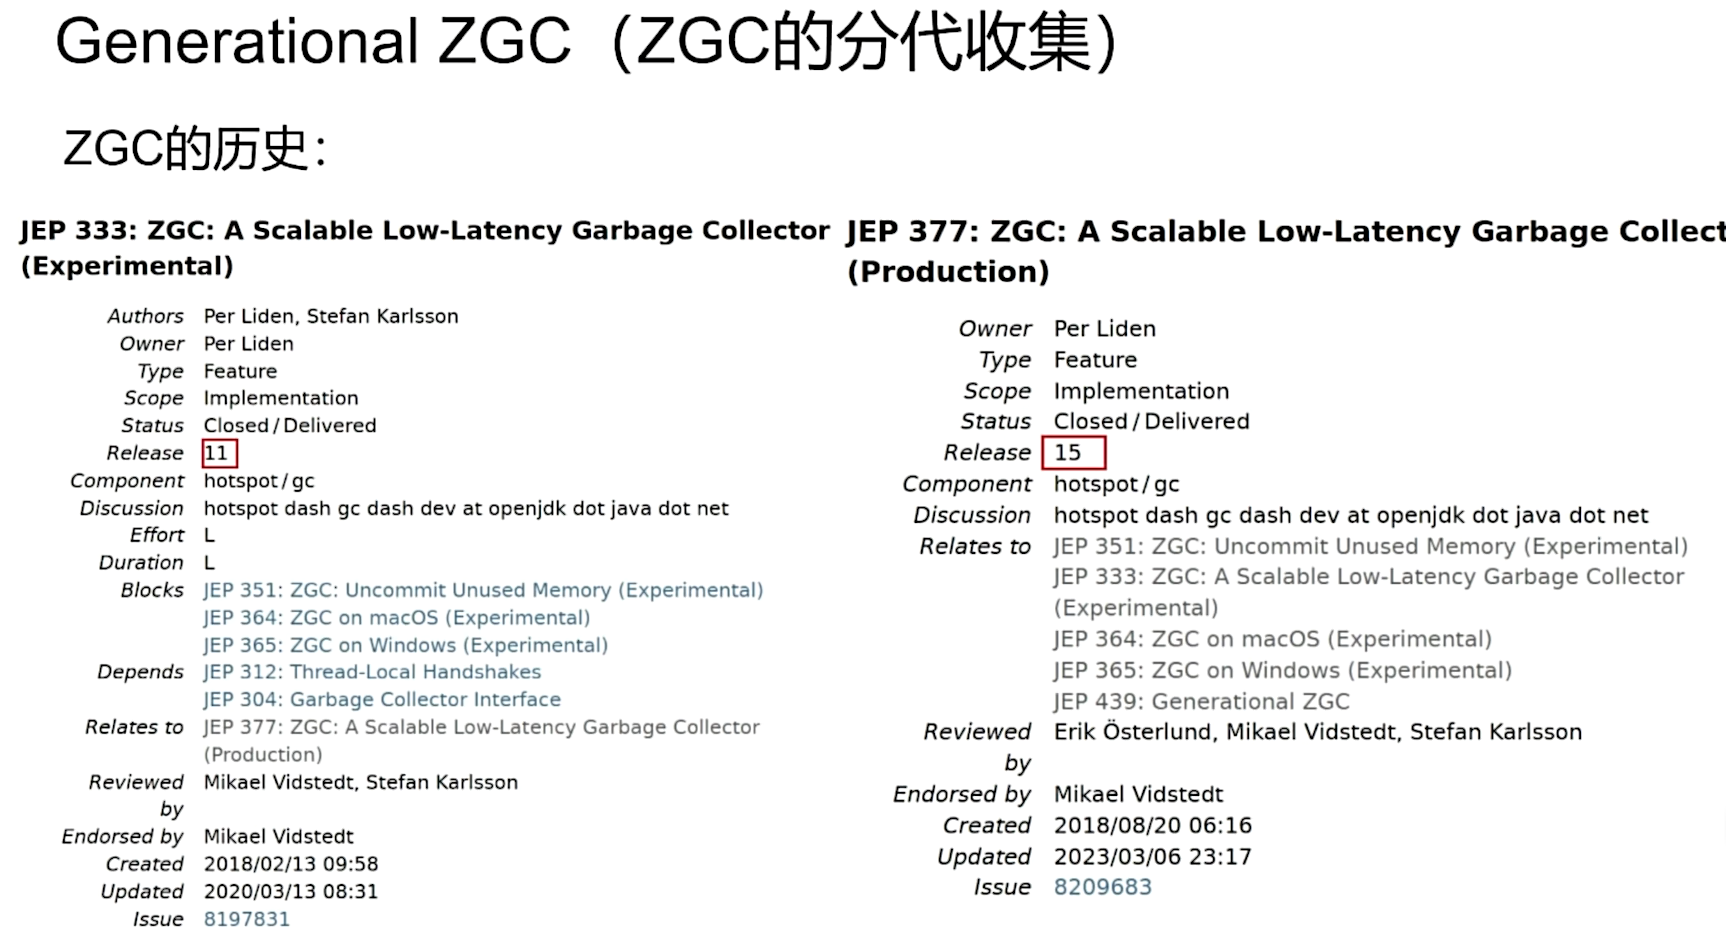 Generational ZGC（ZGC的分代收集）
ZGC的历史：
JEP 333: ZGC: A Scalable Low-Latency Garbage Collector
(Experimental)
Authors Per Liden, Stefan Karlsson
Owner Per Liden
Type Feature
Scope Implementation
Status Closed / Delivered
Release 11
Component hotspot / gc
Discussion hotspot dash gc dash dev at openjdk dot java dot net
Effort L
Duration L
Blocks JEP 351: ZGC: Uncommit Unused Memory (Experimental)
JEP 364: ZGC on macOS (Experimental)
JEP 365: ZGC on Windows (Experimental)
Depends JEP 312: Thread-Local Handshakes
JEP 304: Garbage Collector Interface
Relates to JEP 377: ZGC: A Scalable Low-Latency Garbage Collector
(Production)
Reviewed Mikael Vidstedt, Stefan Karlsson
by
Endorsed by Mikael Vidstedt
Created 2018/02/13 09:58
Updated 2020/03/13 08:31
Issue 8197831
JEP 377: ZGC: A Scalable Low-Latency Garbage Collect
(Production)
Owner Per Liden
Type Feature
Scope Implementation
Status Closed / Delivered
Release 15
Component hotspot / gc
Discussion hotspot dash gc dash dev at openjdk dot java dot net
Relates to JEP 351: ZGC: Uncommit Unused Memory (Experimental)
JEP 333: ZGC: A Scalable Low-Latency Garbage Collector
(Experimental)
JEP 364: ZGC on macOS (Experimental)
JEP 365: ZGC on Windows (Experimental)
JEP 439: Generational ZGC
Reviewed Erik Österlund, Mikael Vidstedt, Stefan Karlsson
by
Endorsed by Mikael Vidstedt
Created 2018/08/20 06:16
Updated 2023/03/06 23:17
Issue 8209683